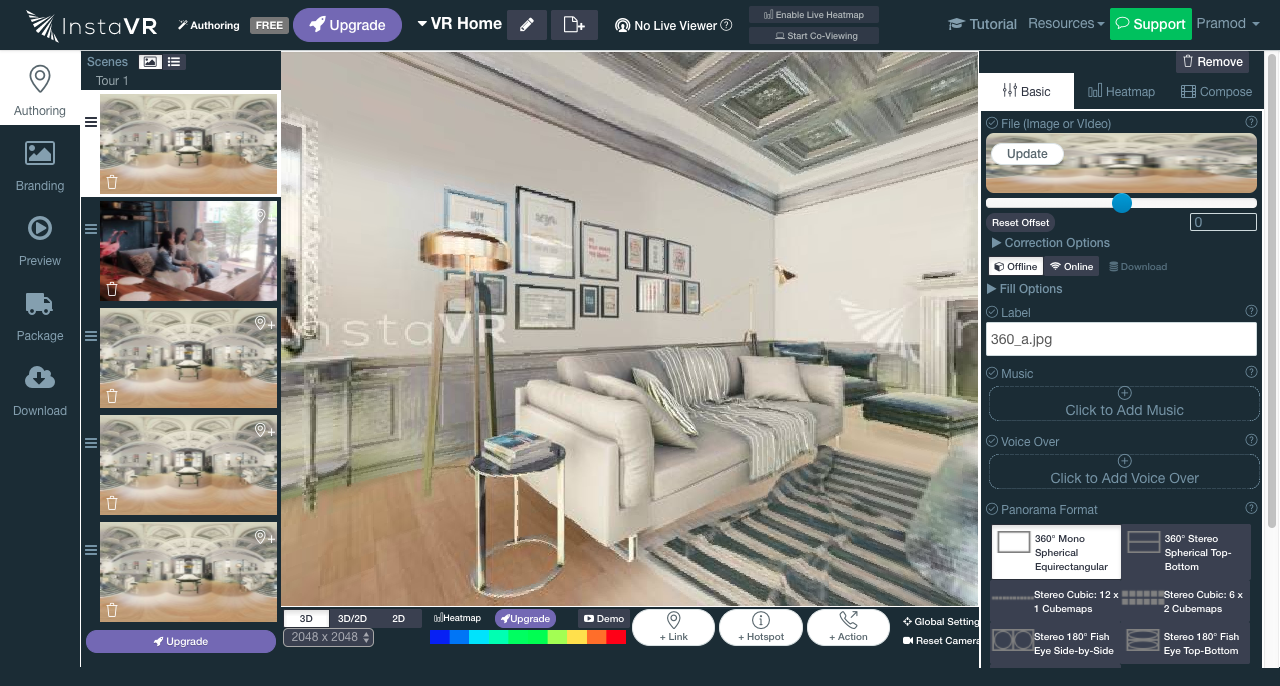 InstaVR
Authoring
FREE
Upgrade
VR Home
No Live Viewer
Enable Live Heatmap
Start Co-Viewing
Tutorial
Resources
Support
Pramod
Authoring
Branding
Preview
Package
Download
Scenes
Tour 1
Upgrade
InstaVR
3D
3D/2D
2D
2048 x 2048
Heatmap
Upgrade
Demo
+ Link
+ Hotspot
+ Action
Global Setting
Reset Camera
Remove
Basic
Heatmap
Compose
File (Image or VIdeo)
Update
Reset Offset
0
Correction Options
Offline
Online
Download
Fill Options
Label
360_a.jpg
Music
Click to Add Music
Voice Over
Click to Add Voice Over
Panorama Format
360° Mono
Spherical
Equirectangular
360° Stereo
Spherical Top-
Bottom
Stereo Cubic: 12 x
1 Cubemaps
Stereo Cubic: 6 x
2 Cubemaps
Stereo 180° Fish
Eye Side-by-Side
Stereo 180° Fish
Eye Top-Bottom